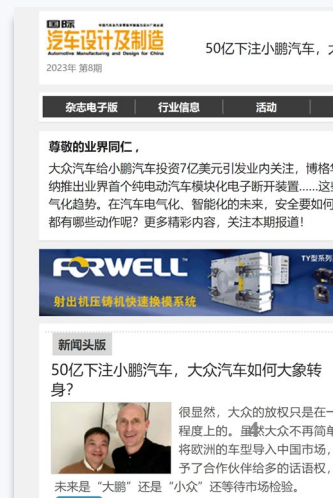 国际
汽车设计及制造
Automotive Manufacturing and Design for China
2023年 第8期
50亿下注小鹏汽车，
杂志电子版 行业信息 活动
尊敬的业界同仁，
大众汽车给小鹏汽车投资7亿美元引发业内关注，博格华
纳推出业界首个纯电动汽车模块化电子断开装置......这
气化趋势。在汽车电气化、智能化的未来，安全要如何
都有哪些动作呢？更多精彩内容，关注本期报道！
FORWELL
TY型系列
射出机压铸机快速换模系统
新闻头版
50亿下注小鹏汽车，大众汽车如何大象转
身？
很显然，大众的放权只是在一
程度上的。虽然大众不再简单
将欧洲的车型导入中国市场，
予了合作伙伴给多的话语权，
未来是“大鹏”还是“小众”还等待市场检验。